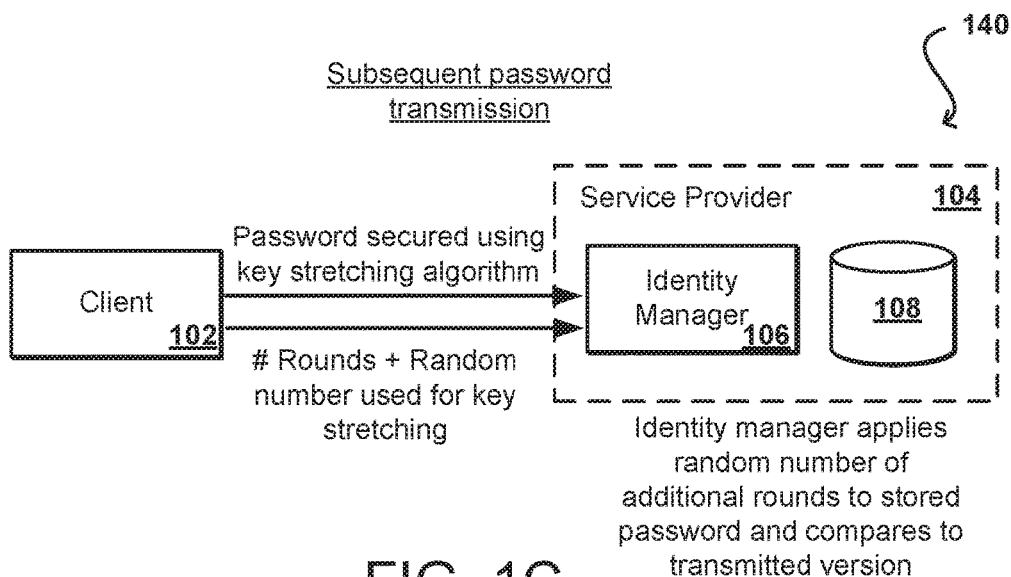 140
Subsequent password
transmission
Service Provider
104
Password secured using
key stretching algorithm
Client
102
Identity
Manager
106
108
# Rounds + Random
number used for key
stretching
Identity manager applies
random number of
additional rounds to stored
password and compares to
transmitted version
FIG. 1C